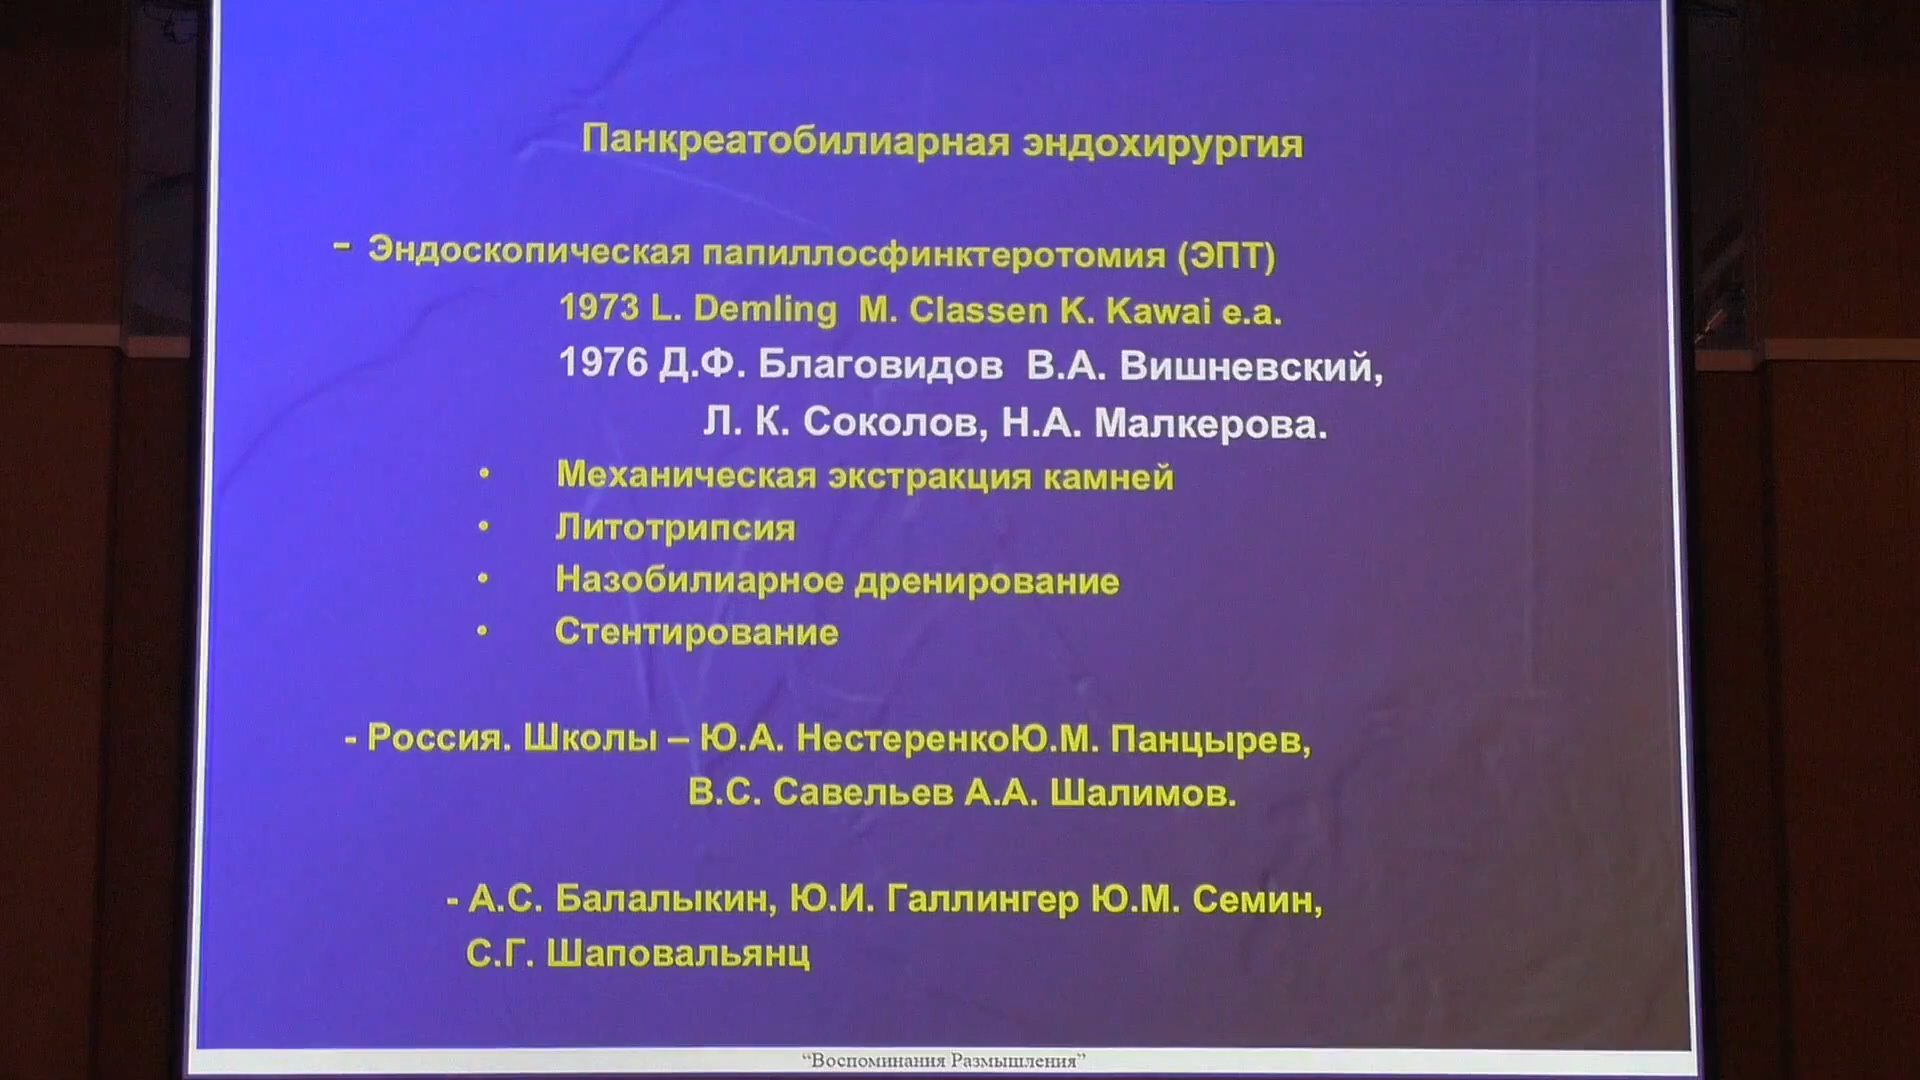 Панкреатобилиарная эндохирургия
- Эндоскопическая папиллосфинктеротомия (ЭПТ)
1973 L. Demling M. Classen K. Kawai e.a.
1976 Д.Ф. Благовидов В.А. Вишневский,
Л. К. Соколов, Н.А. Малкерова.
• Механическая экстракция камней
• Литотрипсия
• Назобилиарное дренирование
• Стентирование
- Россия. Школы – Ю.А. НестеренкоЮ.М. Панцырев,
В.С. Савельев А.А. Шалимов.
- А.С. Балалыкин, Ю.И. Галлингер Ю.М. Семин,
С.Г. Шаповальянц
“Воспоминания Размышления”